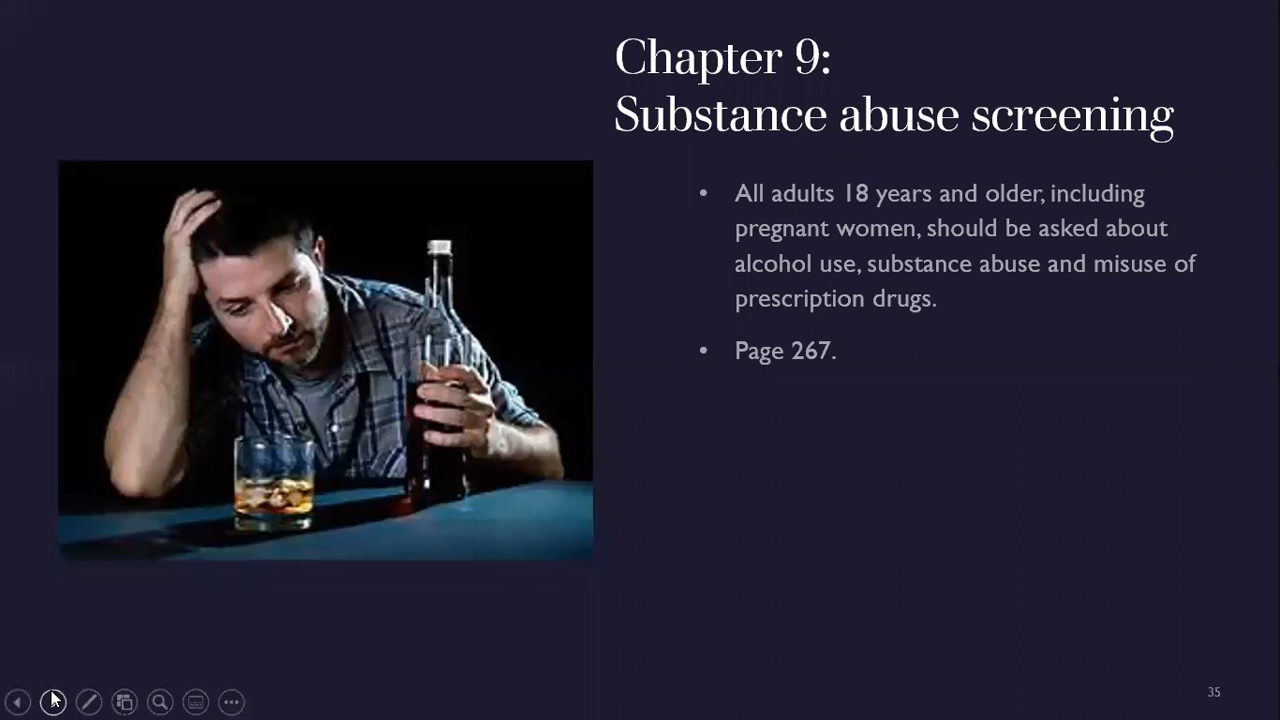 Chapter 9:
Substance abuse screening
• All adults 18 years and older, including
pregnant women, should be asked about
alcohol use, substance abuse and misuse of
prescription drugs.
• Page 267.
35